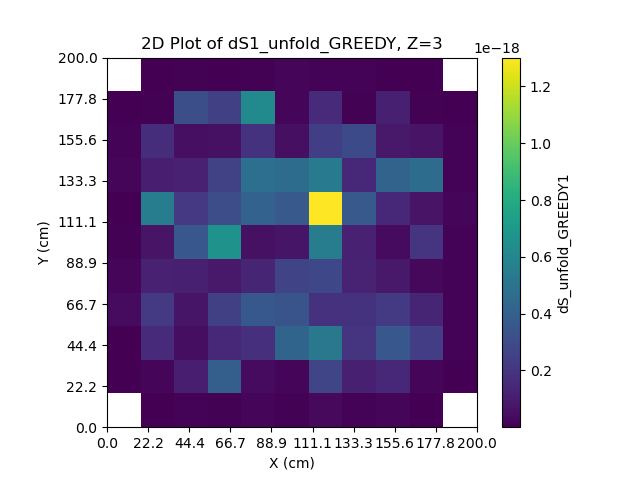 2D Plot of dS1_unfold_GREEDY, Z=3
1e−18
200.0
177.8
155.6
133.3
111.1
88.9
66.7
44.4
22.2
0.0
Y (cm)
0.0 22.2 44.4 66.7 88.9 111.1 133.3 155.6 177.8 200.0
X (cm)
1.2
1.0
0.8
0.6
0.4
0.2
dS_unfold_GREEDY1